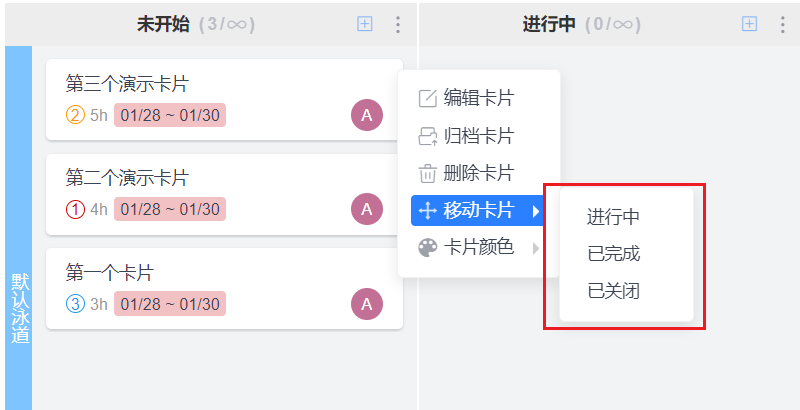 未开始 (3/∞)
进行中 (0/∞)
默认泳道
第三个演示卡片
2 5h 01/28 ~ 01/30 A
第二个演示卡片
1 4h 01/28 ~ 01/30 A
第一个卡片
3 3h 01/28 ~ 01/30 A
编辑卡片
归档卡片
删除卡片
移动卡片
卡片颜色
进行中
已完成
已关闭